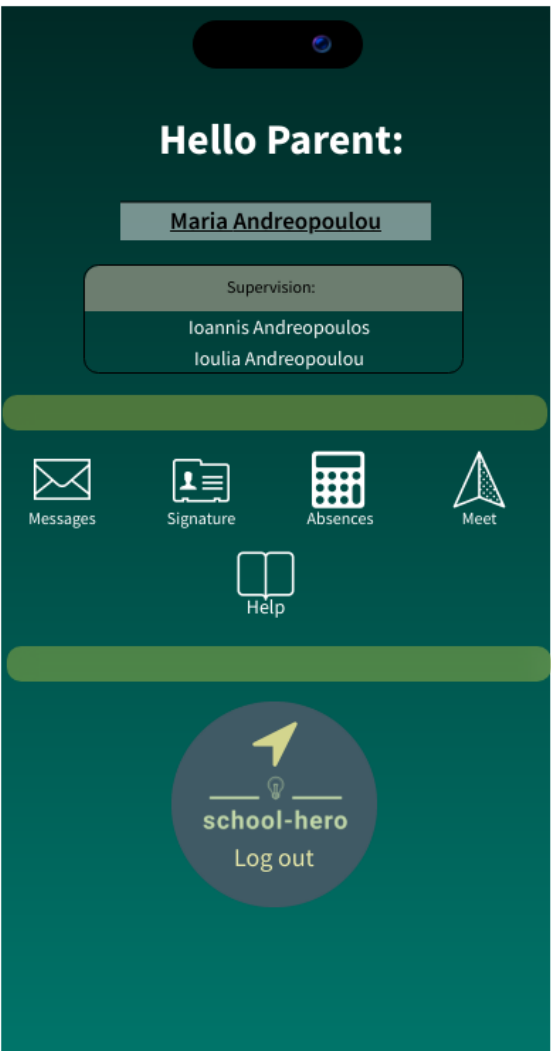 Hello Parent:
Maria Andreopoulou
Supervision:
Ioannis Andreopoulos
Ioulia Andreopoulou
Messages
Signature
Absences
Meet
Help
school-hero
Log out